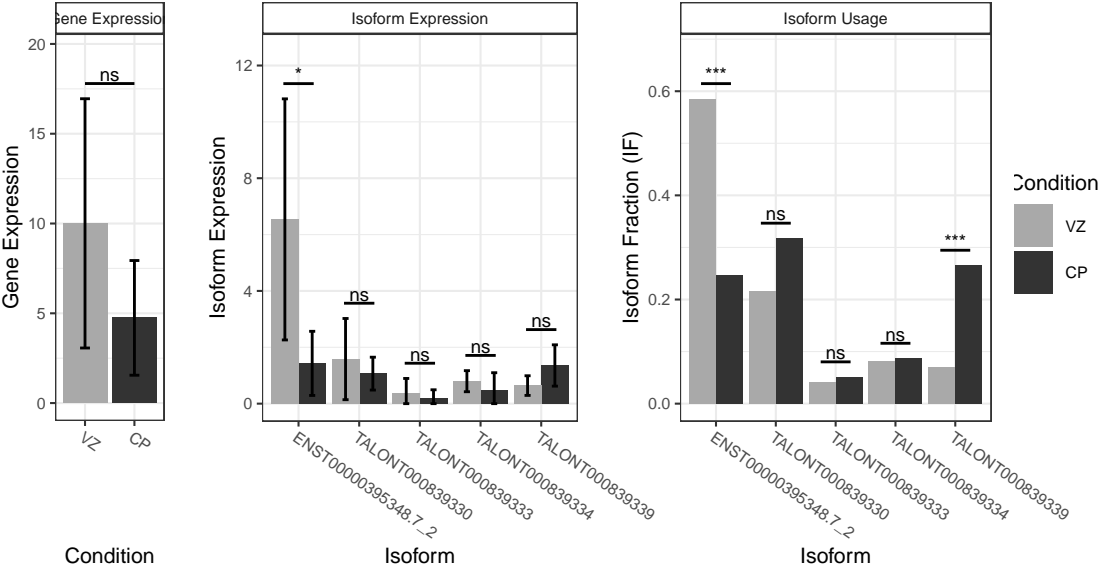 Gene Expression
Isoform Expression
Isoform Usage
Gene Expression
20
15
10
5
0
ns
VZ
CP
Condition
Isoform Expression
12
8
4
0
*
ns
ns
ns
ns
ENST00000395348.7_2
TALONT000839330
TALONT000839333
TALONT000839334
TALONT000839339
Isoform
Isoform Fraction (IF)
0.6
0.4
0.2
0.0
***
ns
ns
ns
***
ENST00000395348.7_2
TALONT000839330
TALONT000839333
TALONT000839334
TALONT000839339
Isoform
Condition
VZ
CP